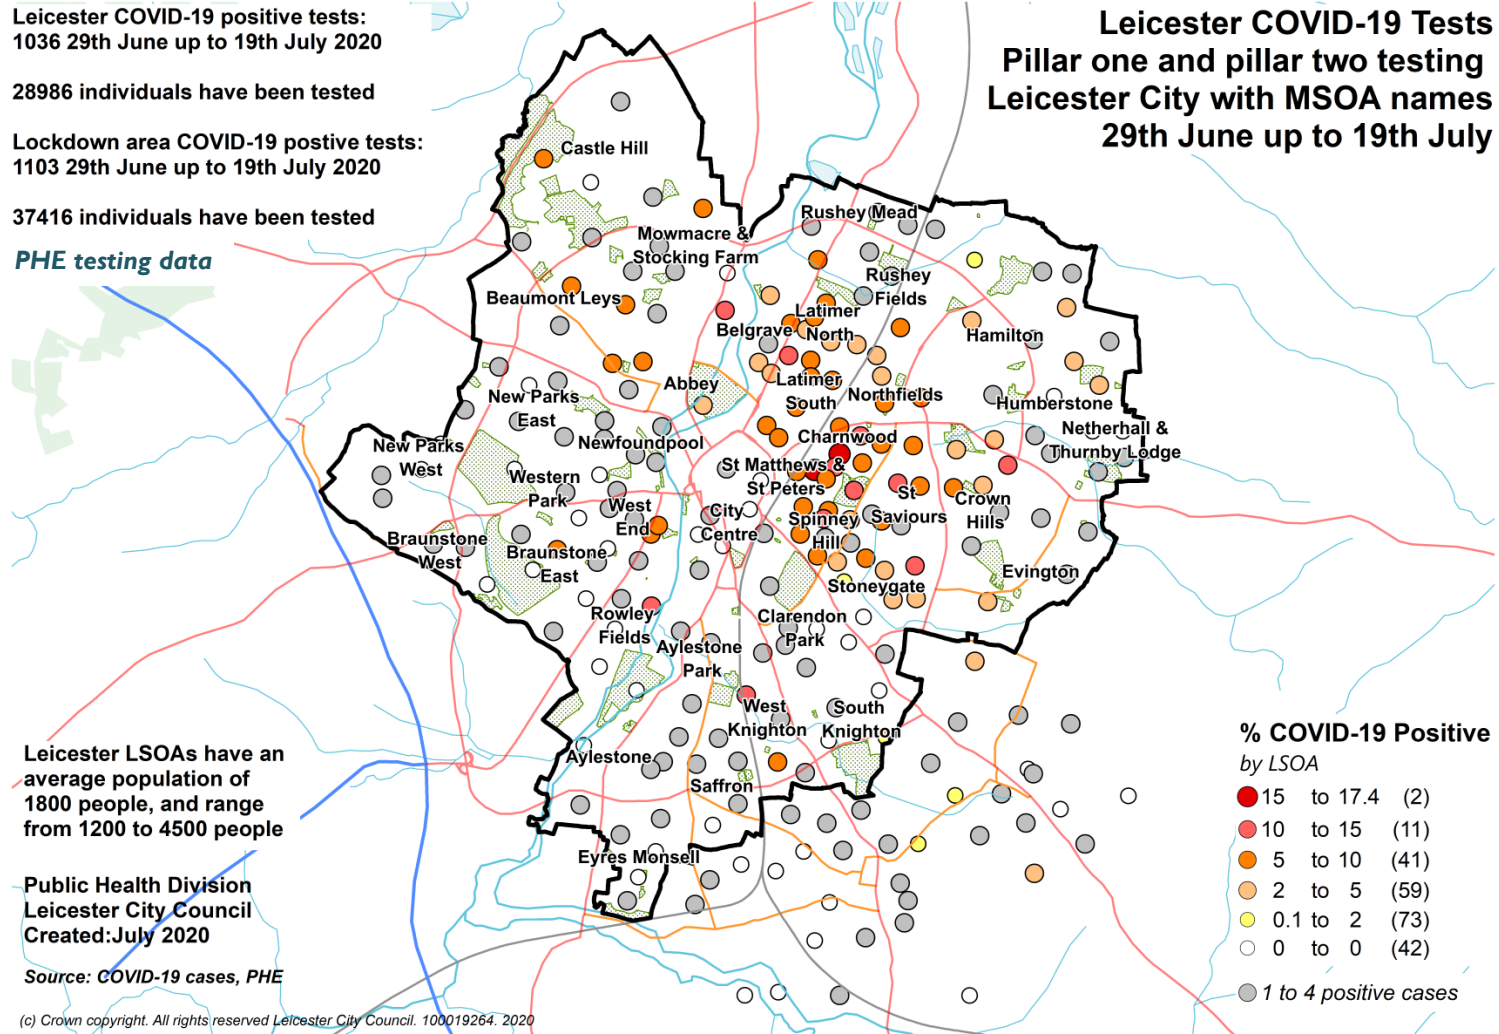 Leicester COVID-19 positive tests:
1036 29th June up to 19th July 2020
28986 individuals have been tested
Lockdown area COVID-19 postive tests:
1103 29th June up to 19th July 2020
37416 individuals have been tested
PHE testing data
Leicester COVID-19 Tests
Pillar one and pillar two testing
Leicester City with MSOA names
29th June up to 19th July
Castle Hill
Rushey Mead
Mowmacre &
Stocking Farm
Rushey
Fields
Beaumont Leys
Latimer
North
Belgrave
Hamilton
Abbey
Latimer
South
Northfields
New Parks
East
Humberstone
Netherhall &
Thurnby Lodge
Charnwood
Newfoundpool
New Parks
West
St Matthews &
St Peters
Western
Park
West
End
City
Centre
St
Saviours
Crown
Hills
Spinney
Hill
Braunstone
West
Braunstone
East
Evington
Stoneygate
Rowley
Fields
Clarendon
Park
Aylestone
Park
West
Knighton
South
Knighton
Aylestone
Saffron
Eyres Monsell
Leicester LSOAs have an
average population of
1800 people, and range
from 1200 to 4500 people
Public Health Division
Leicester City Council
Created:July 2020
Source: COVID-19 cases, PHE
(c) Crown copyright. All rights reserved Leicester City Council. 100019264. 2020
% COVID-19 Positive
by LSOA
15 to 17.4 (2)
10 to 15 (11)
5 to 10 (41)
2 to 5 (59)
0.1 to 2 (73)
0 to 0 (42)
1 to 4 positive cases